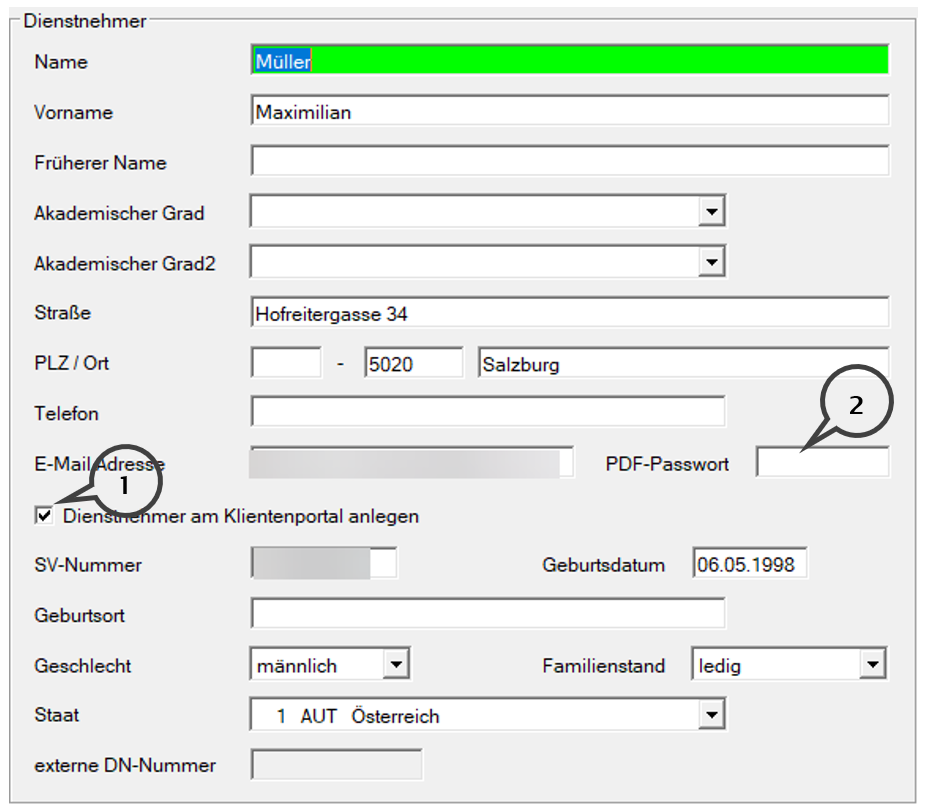 Dienstnehmer
Name Müller
Vorname Maximilian
Früherer Name
Akademischer Grad
Akademischer Grad2
Straße Hofreitergasse 34
PLZ / Ort - 5020 Salzburg
Telefon
2
E-Mail Adresse PDF-Passwort
1
Dienstnehmer am Klientenportal anlegen
SV-Nummer Geburtsdatum 06.05.1998
Geburtsort
Geschlecht männlich Familienstand ledig
Staat 1 AUT Österreich
externe DN-Nummer